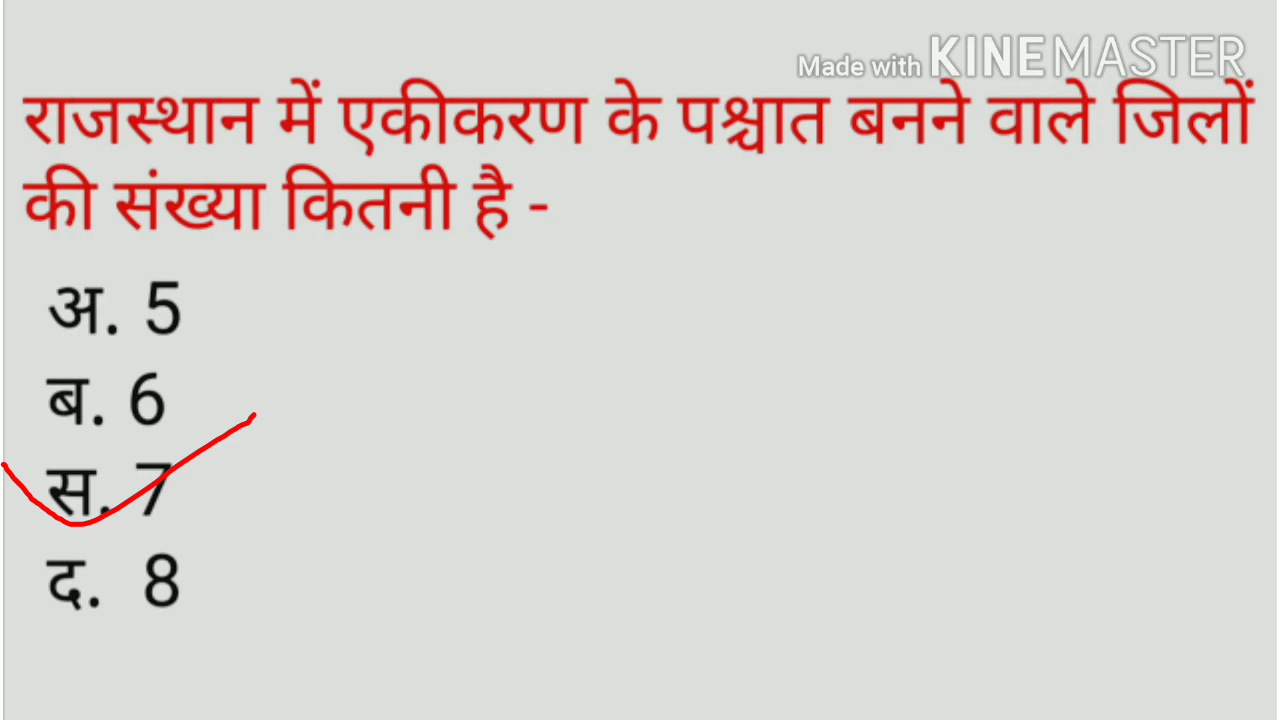 Made with KINEMASTER
राजस्थान में एकीकरण के पश्चात बनने वाले जिलों
की संख्या कितनी है -
अ. 5
ब. 6
स. 7
द. 8